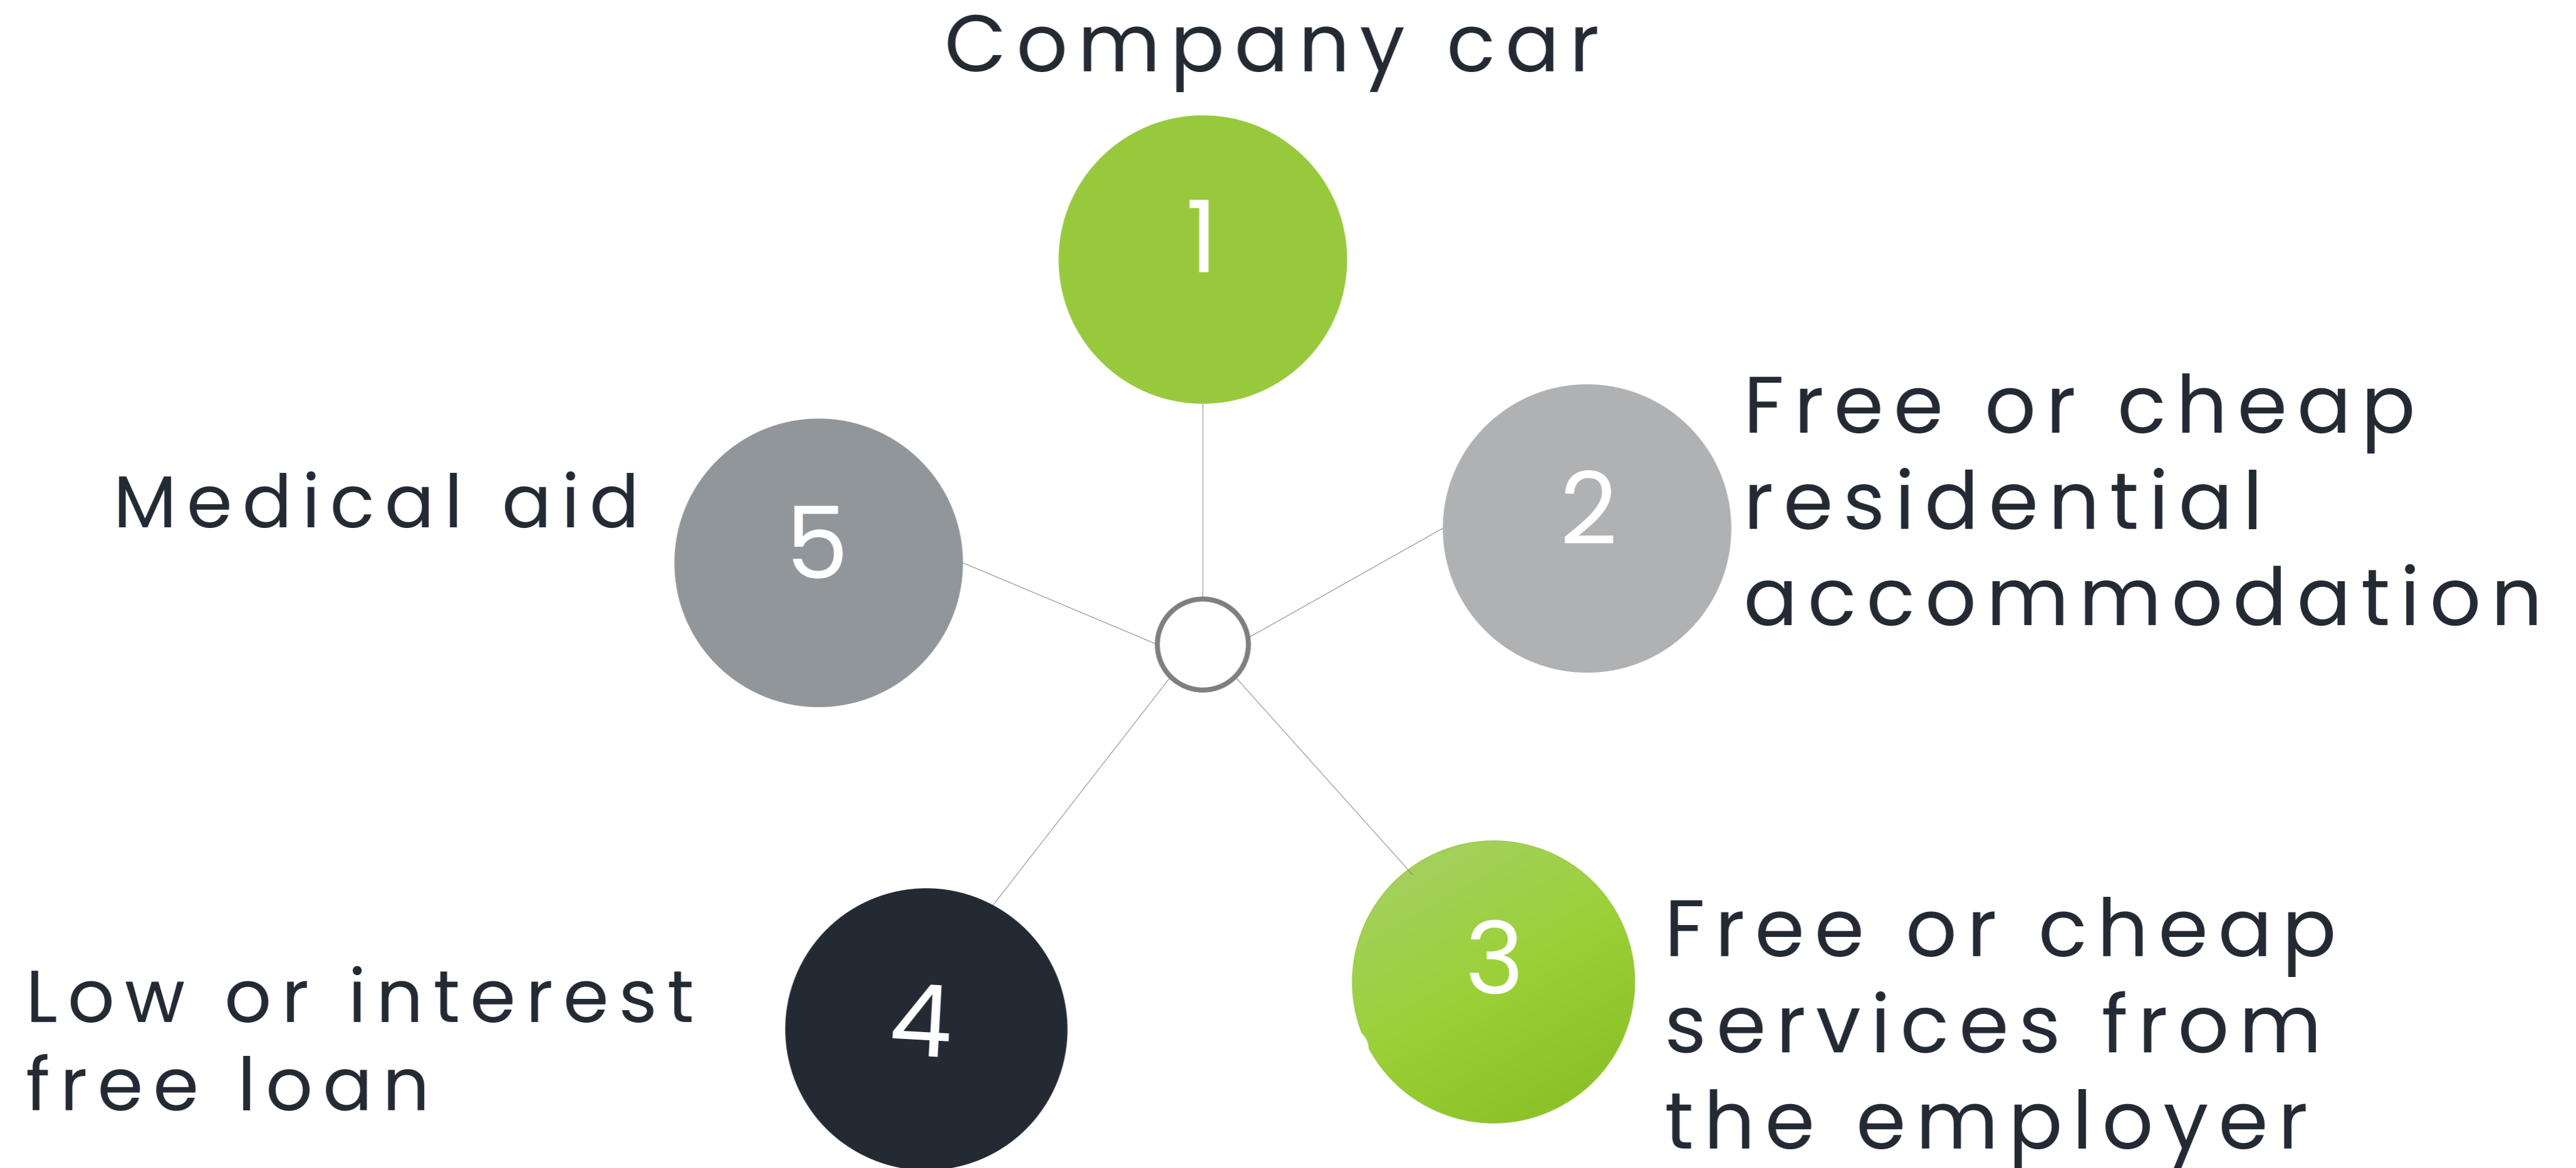 Company car
1
2
Free or cheap
residential
accommodation
3
Free or cheap
services from
the employer
4
Low or interest
free loan
5
Medical aid